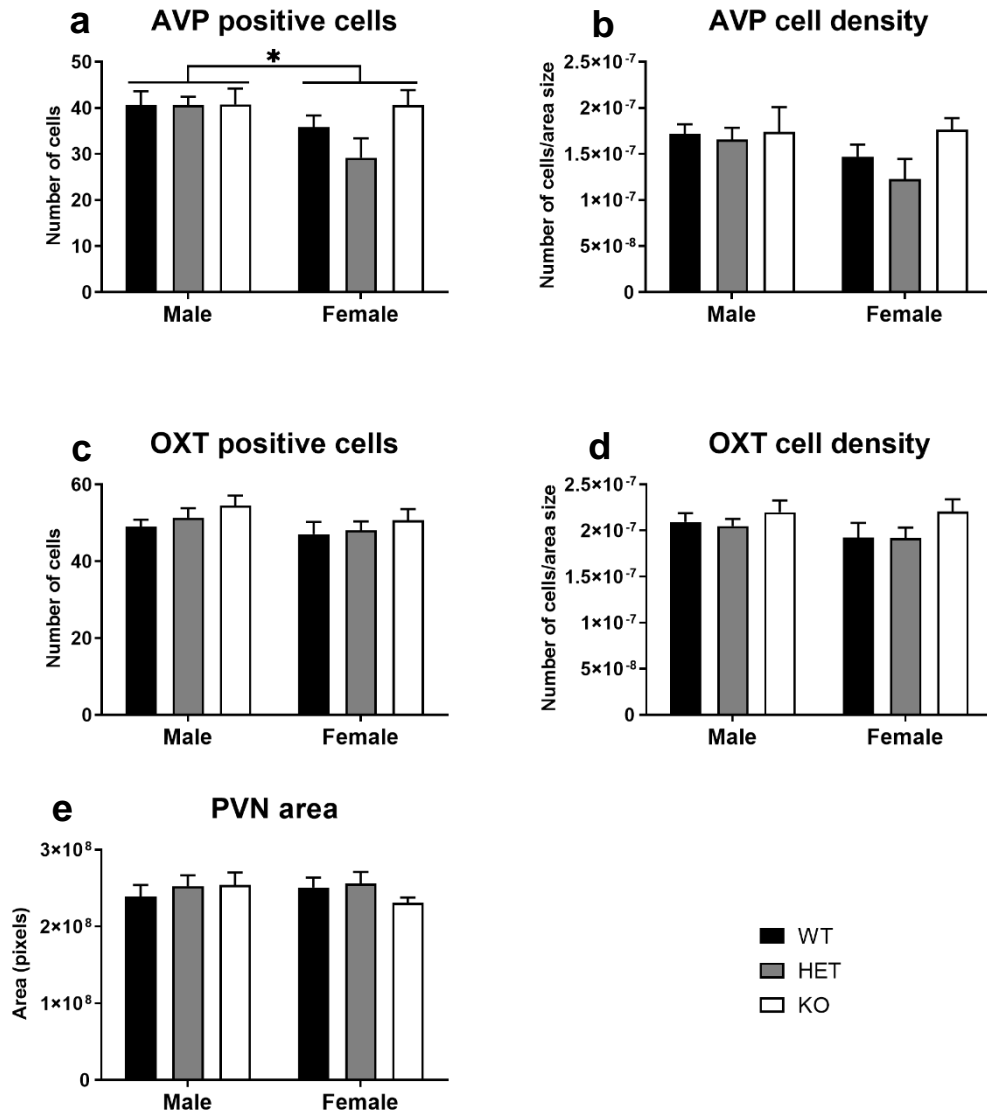 a AVP positive cells
*
Number of cells
50
40
30
20
10
0
Male Female
b AVP cell density
Number of cells/area size
2.5×10⁻⁷
2×10⁻⁷
1.5×10⁻⁷
1×10⁻⁷
5×10⁻⁸
0
Male Female
c OXT positive cells
Number of cells
60
40
20
0
Male Female
d OXT cell density
Number of cells/area size
2.5×10⁻⁷
2×10⁻⁷
1.5×10⁻⁷
1×10⁻⁷
5×10⁻⁸
0
Male Female
e PVN area
Area (pixels)
3×10⁸
2×10⁸
1×10⁸
0
Male Female
WT
HET
KO